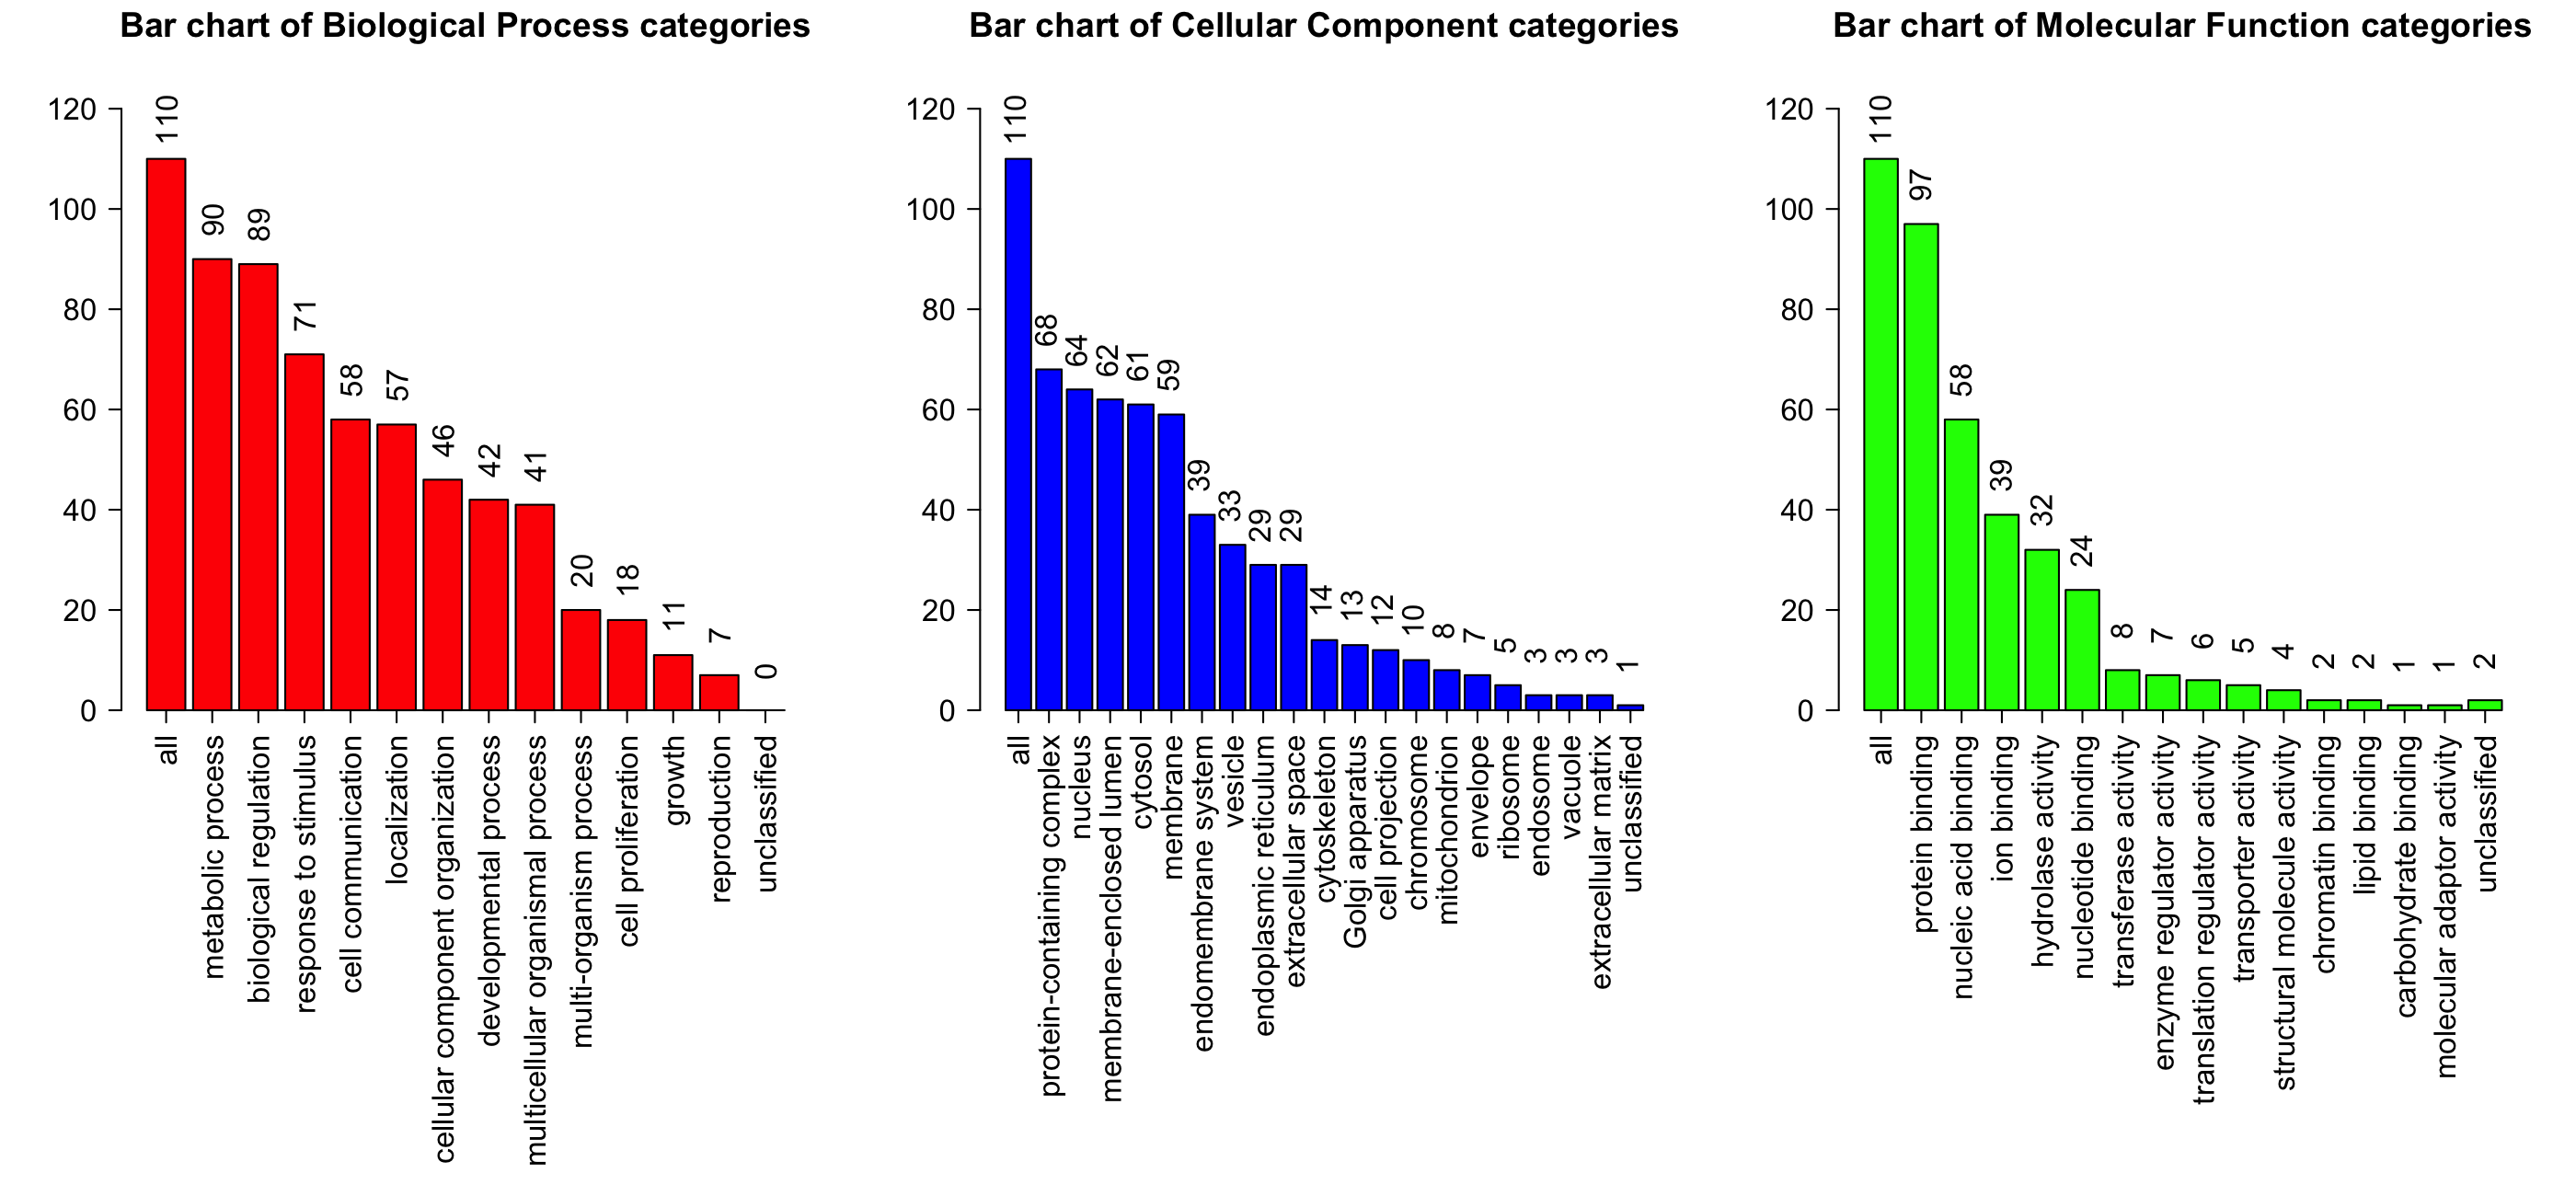 Bar chart of Biological Process categories
120
100
80
60
40
20
0
110
90
89
71
58
57
46
42
41
20
18
11
7
0
all
metabolic process
biological regulation
response to stimulus
cell communication
localization
cellular component organization
developmental process
multicellular organismal process
multi-organism process
cell proliferation
growth
reproduction
unclassified
Bar chart of Cellular Component categories
120
100
80
60
40
20
0
110
68
64
62
61
59
39
33
29
29
14
13
12
10
8
7
5
3
3
3
1
all
protein-containing complex
nucleus
membrane-enclosed lumen
cytosol
membrane
endomembrane system
vesicle
endoplasmic reticulum
extracellular space
cytoskeleton
Golgi apparatus
cell projection
chromosome
mitochondrion
envelope
ribosome
endosome
vacuole
extracellular matrix
unclassified
Bar chart of Molecular Function categories
120
100
80
60
40
20
0
110
97
58
39
32
24
8
7
6
5
4
2
2
1
1
2
all
protein binding
nucleic acid binding
ion binding
hydrolase activity
nucleotide binding
transferase activity
enzyme regulator activity
translation regulator activity
transporter activity
structural molecule activity
chromatin binding
lipid binding
carbohydrate binding
molecular adaptor activity
unclassified